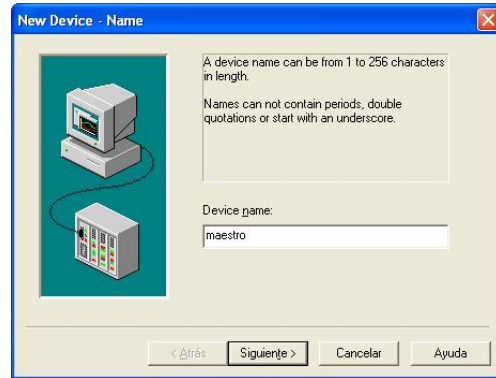 New Device - Name
A device name can be from 1 to 256 characters
in length.
Names can not contain periods, double
quotations or start with an underscore.
Device name:
maestro
< Atrás
Siguiente >
Cancelar
Ayuda